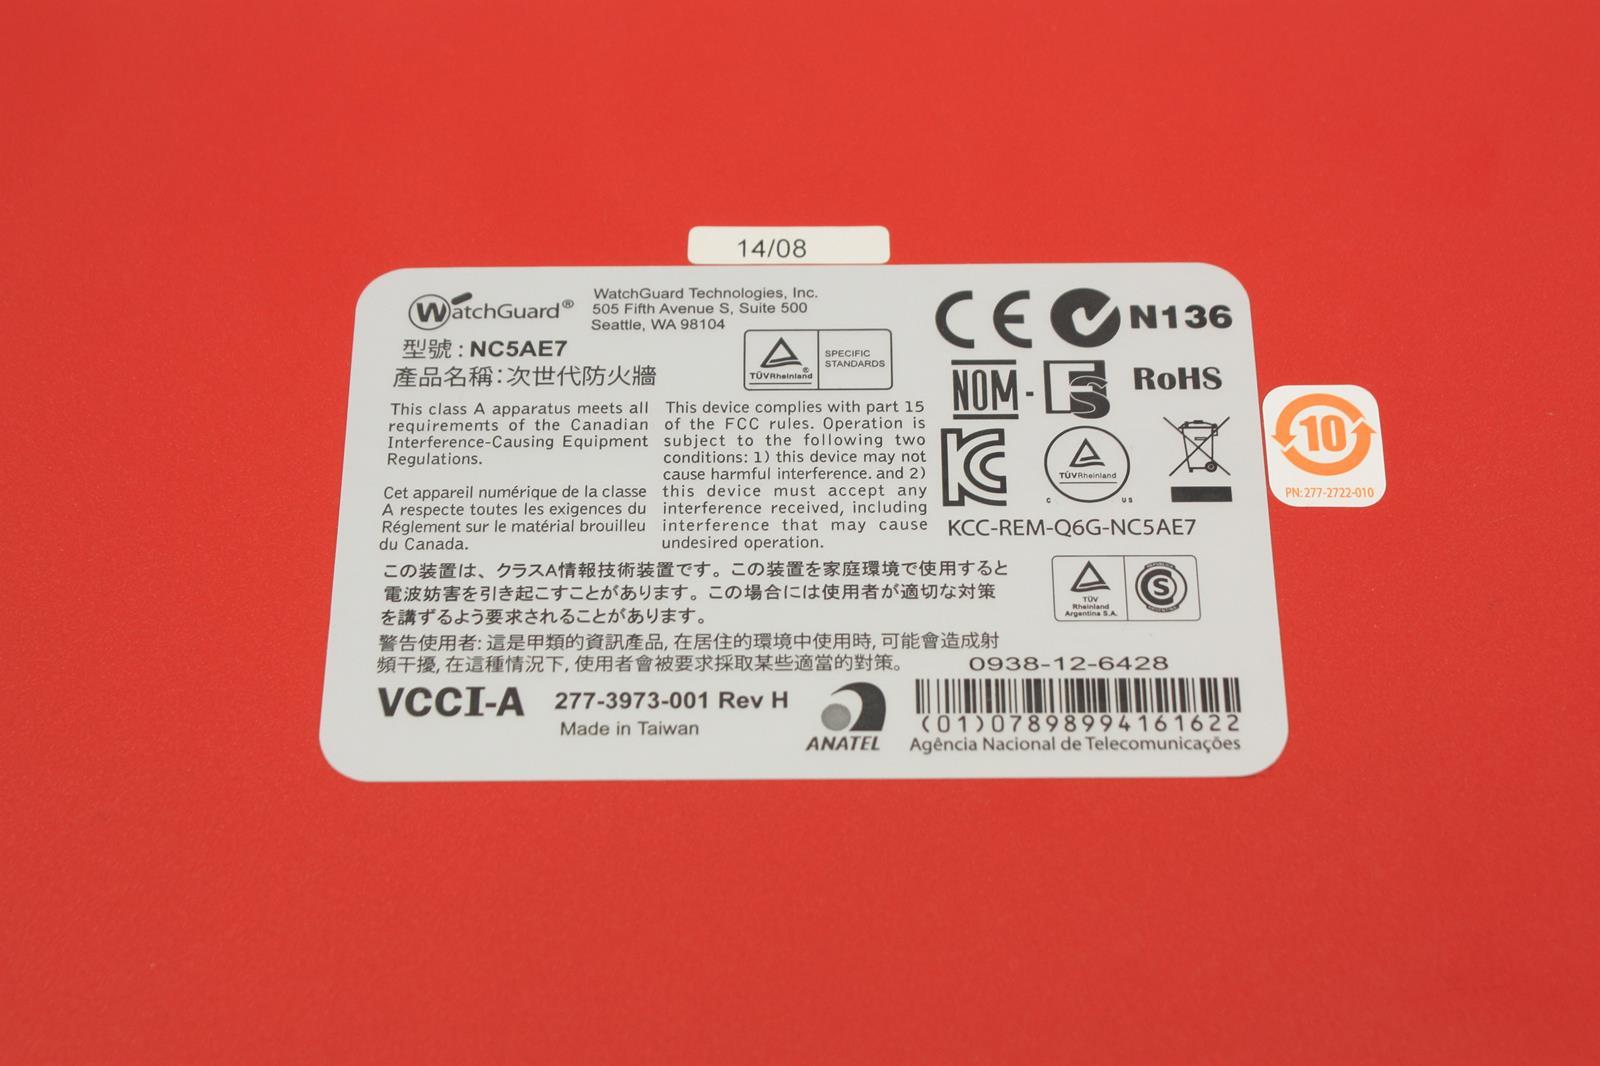 14/08
WatchGuard®
WatchGuard Technologies, Inc.
505 Fifth Avenue S, Suite 500
Seattle, WA 98104
型號 : NC5AE7
產品名稱 : 次世代防火牆
TÜVRheinland®
SPECIFIC
STANDARDS
CE N136
NOM-
RoHS
This class A apparatus meets all
requirements of the Canadian
Interference-Causing Equipment
Regulations.
Cet appareil numérique de la classe
A respecte toutes les exigences du
Réglement sur le matérial brouilleu
du Canada.
This device complies with part 15
of the FCC rules. Operation is
subject to the following two
conditions: 1) this device may not
cause harmful interference. and 2)
this device must accept any
interference received, including
interference that may cause
undesired operation.
TÜVRheinland
C US
KCC-REM-Q6G-NC5AE7
10
PN: 277-2722-010
この装置は、クラスA情報技術装置です。この装置を家庭環境で使用すると
電波妨害を引き起こすことがあります。この場合には使用者が適切な対策
を講ずるよう要求されることがあります。
TÜV
Rheinland
Argentina S.A.
S
警告使用者: 這是甲類的資訊產品, 在居住的環境中使用時, 可能會造成射
頻干擾, 在這種情況下, 使用者會被要求採取某些適當的對策。
0938-12-6428
VCCI-A
277-3973-001 Rev H
Made in Taiwan
ANATEL
(01)07898994161622
Agência Nacional de Telecomunicações